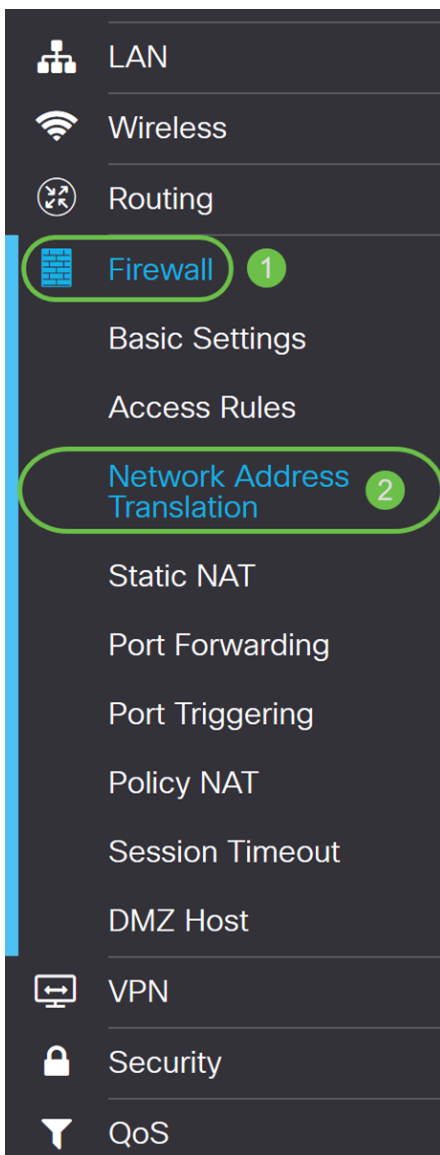 LAN
Wireless
Routing
Firewall 1
Basic Settings
Access Rules
Network Address
Translation 2
Static NAT
Port Forwarding
Port Triggering
Policy NAT
Session Timeout
DMZ Host
VPN
Security
QoS